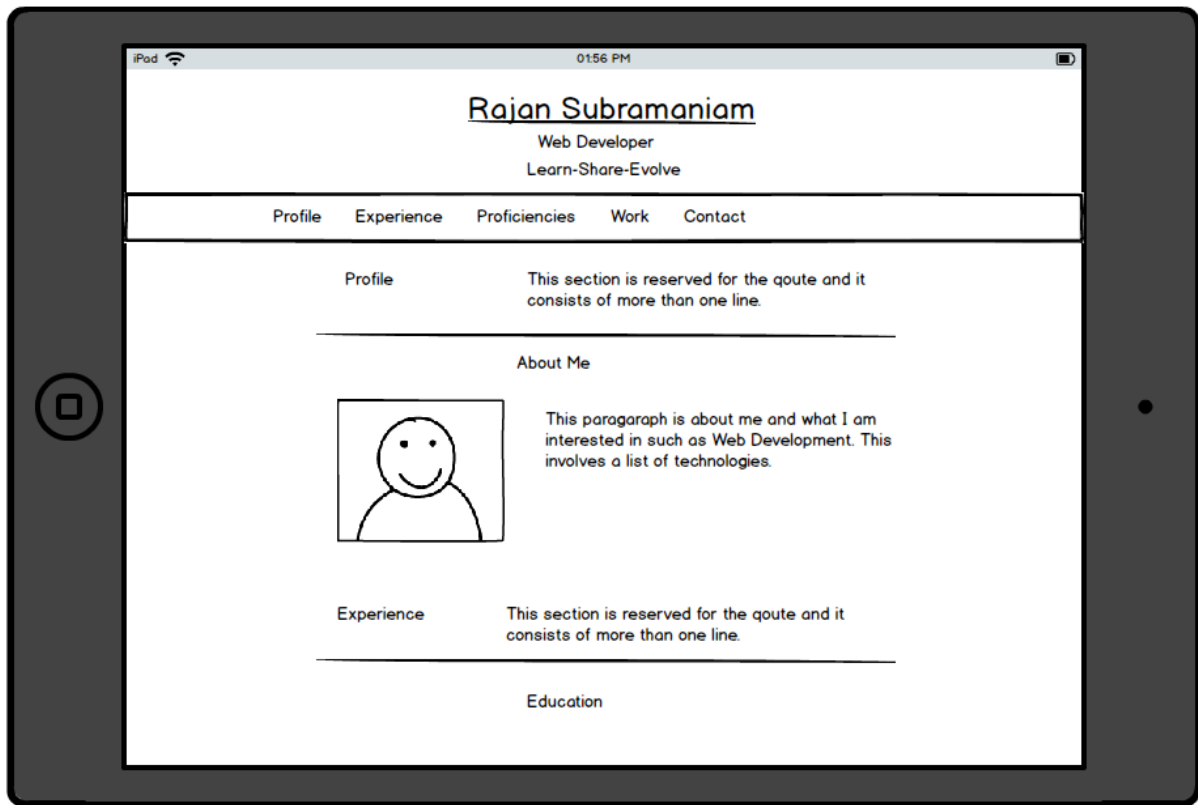 iPad
01:56 PM
Rajan Subramaniam
Web Developer
Learn-Share-Evolve
Profile Experience Proficiencies Work Contact
Profile
This section is reserved for the qoute and it
consists of more than one line.
About Me
This paragaraph is about me and what I am
interested in such as Web Development. This
involves a list of technologies.
Experience
This section is reserved for the qoute and it
consists of more than one line.
Education